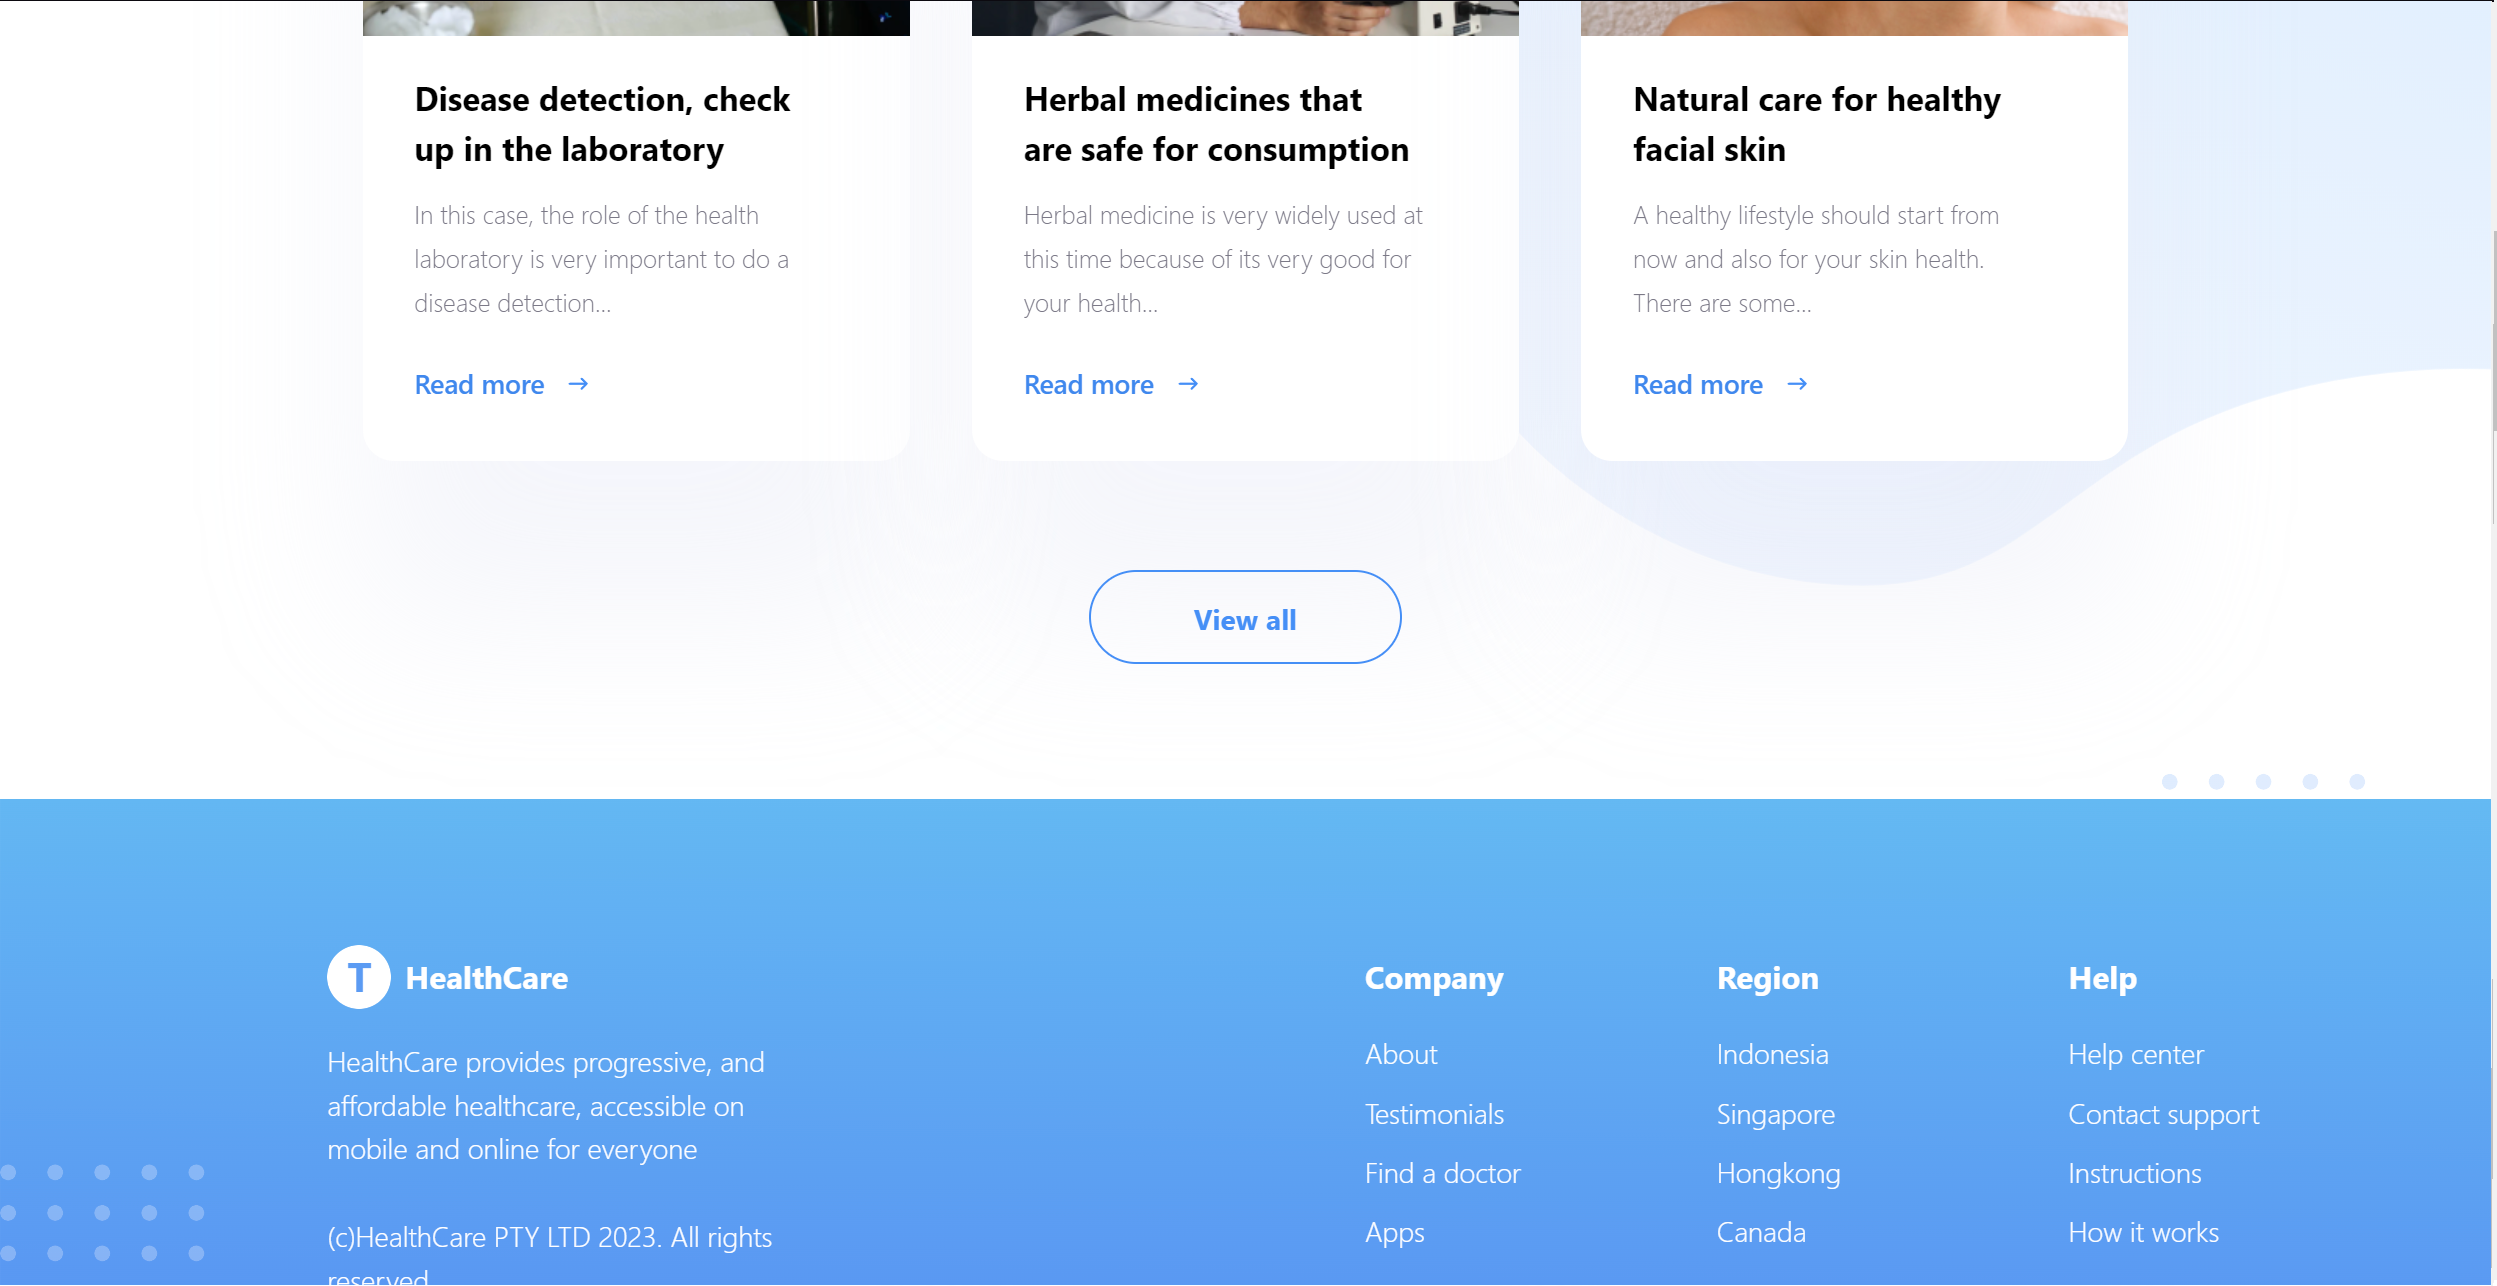 Disease detection, check
up in the laboratory
In this case, the role of the health
laboratory is very important to do a
disease detection...
Read more →
Herbal medicines that
are safe for consumption
Herbal medicine is very widely used at
this time because of its very good for
your health...
Read more →
Natural care for healthy
facial skin
A healthy lifestyle should start from
now and also for your skin health.
There are some...
Read more →
View all
T HealthCare
HealthCare provides progressive, and
affordable healthcare, accessible on
mobile and online for everyone
(c)HealthCare PTY LTD 2023. All rights
reserved
Company
About
Testimonials
Find a doctor
Apps
Region
Indonesia
Singapore
Hongkong
Canada
Help
Help center
Contact support
Instructions
How it works